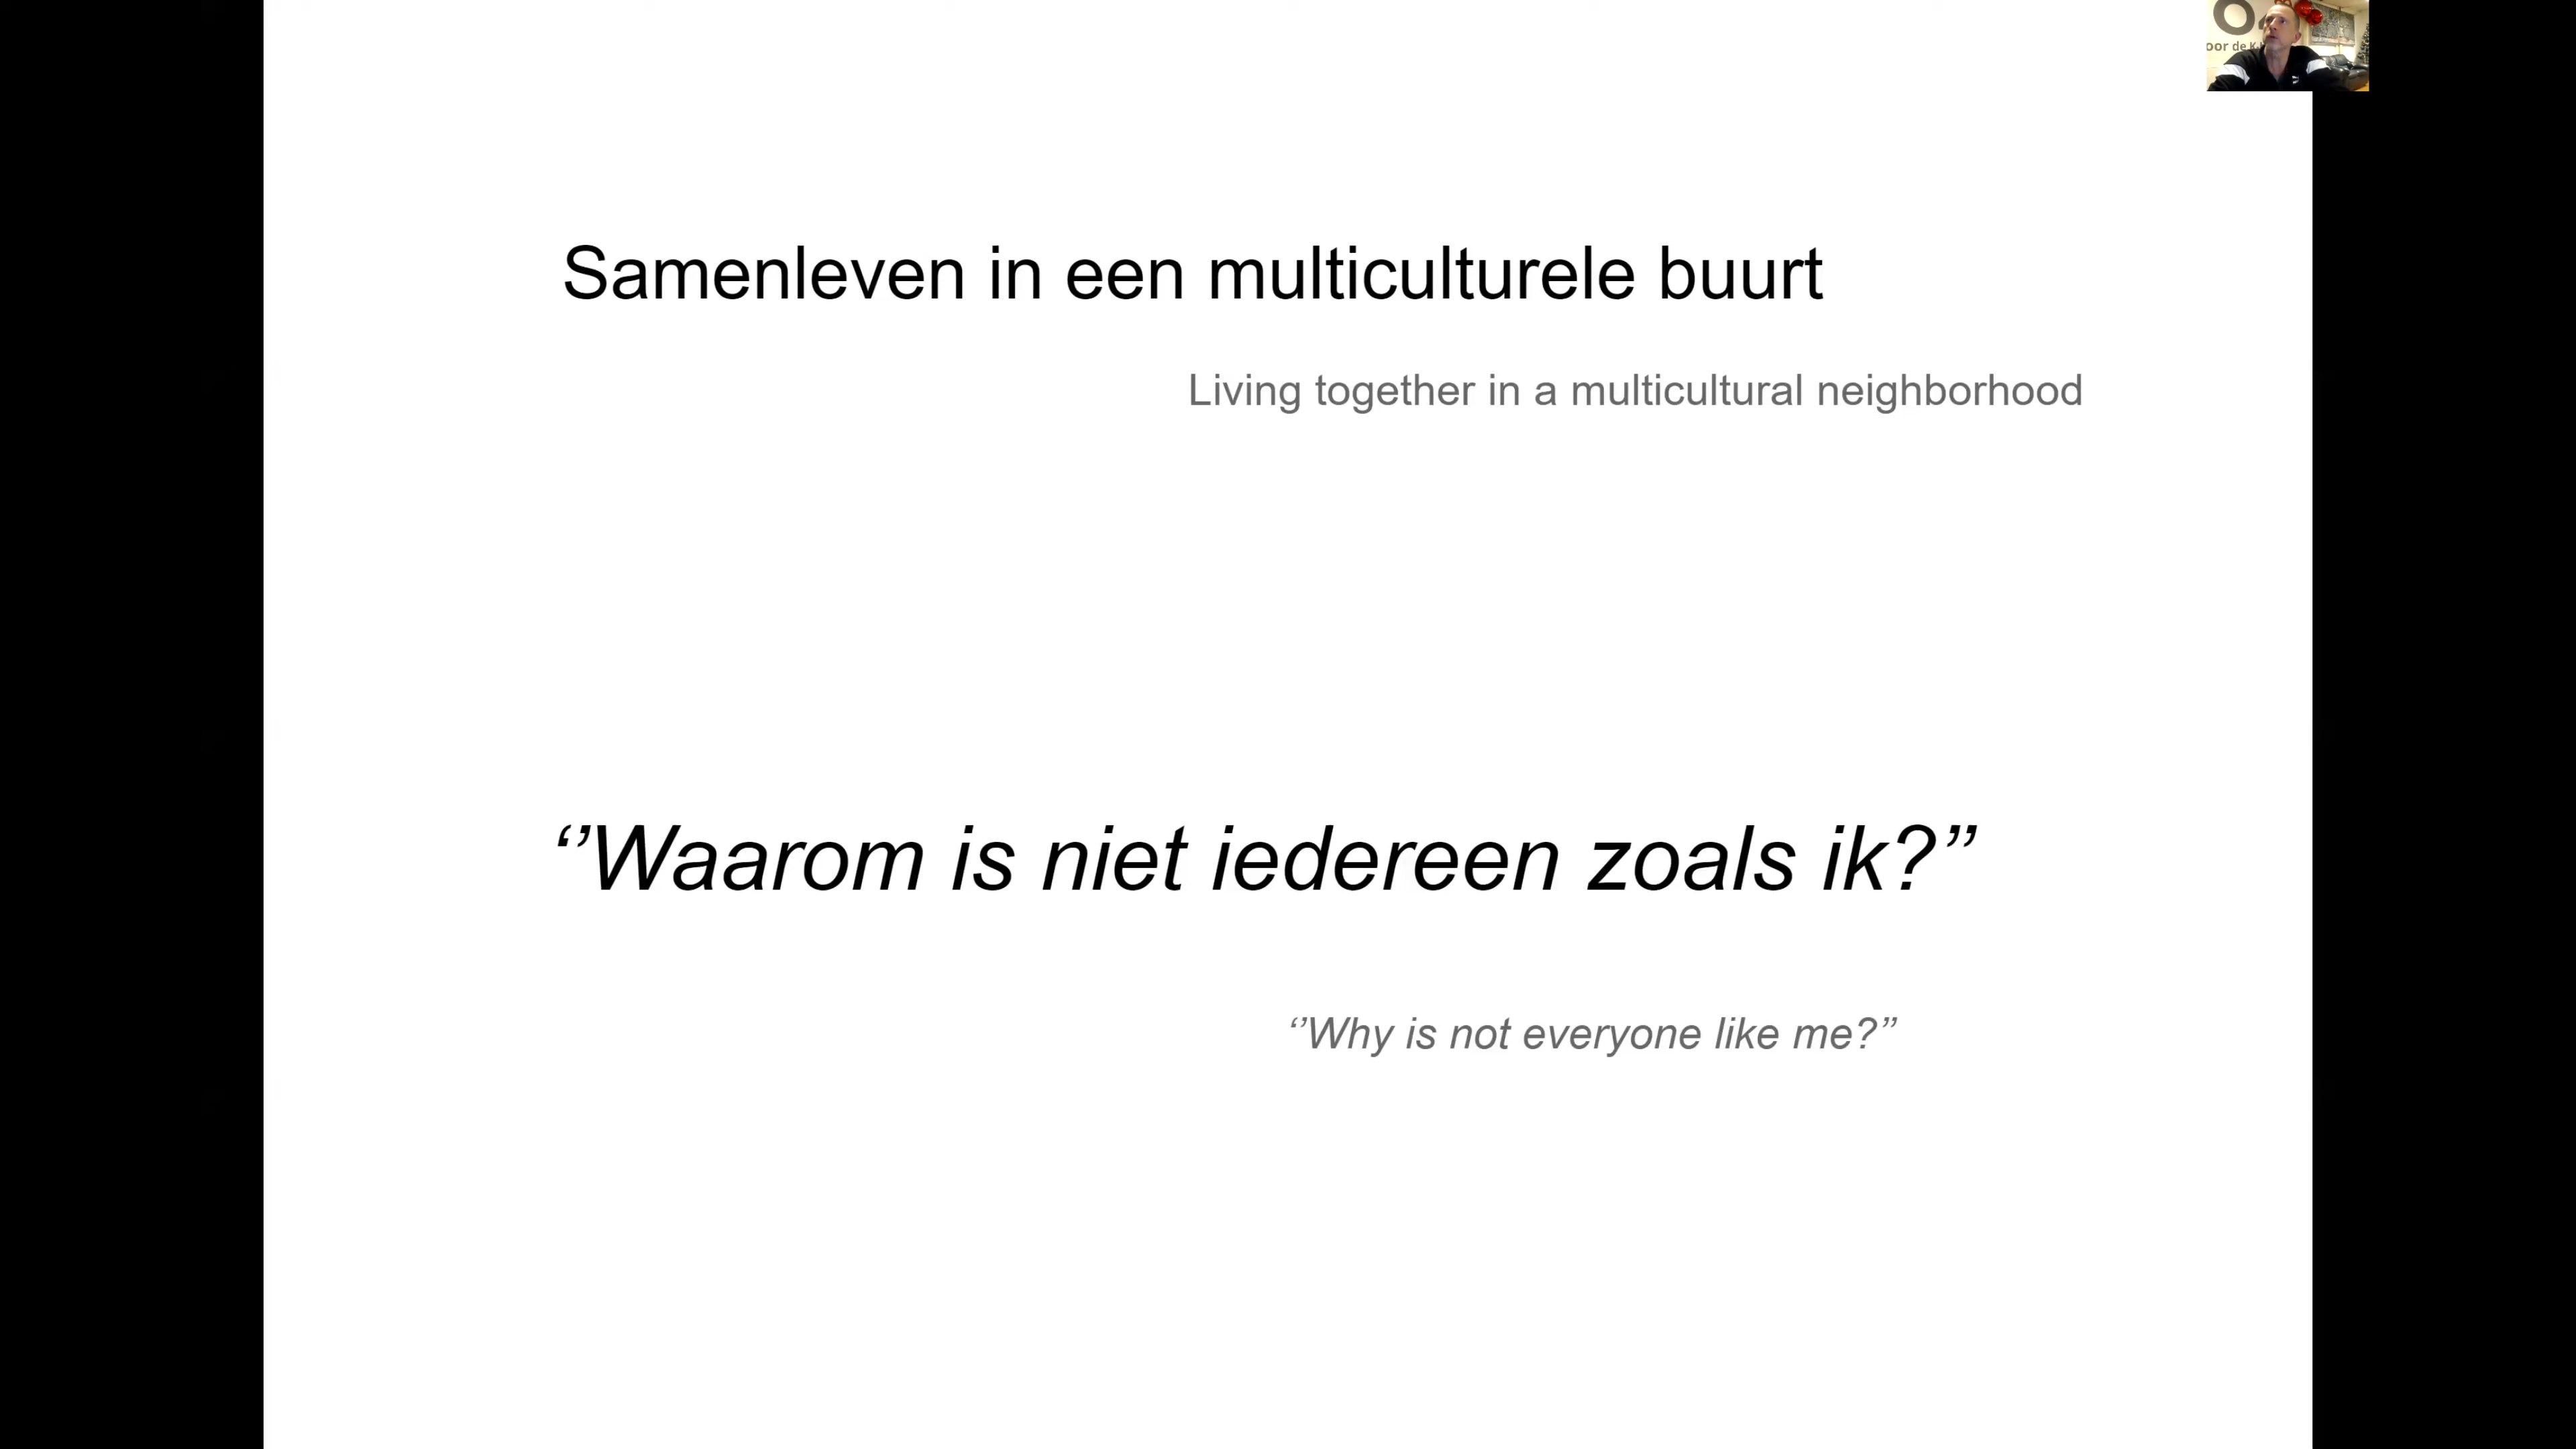 Samenleven in een multiculturele buurt
Living together in a multicultural neighborhood
‘’Waarom is niet iedereen zoals ik?’’
‘’Why is not everyone like me?’’